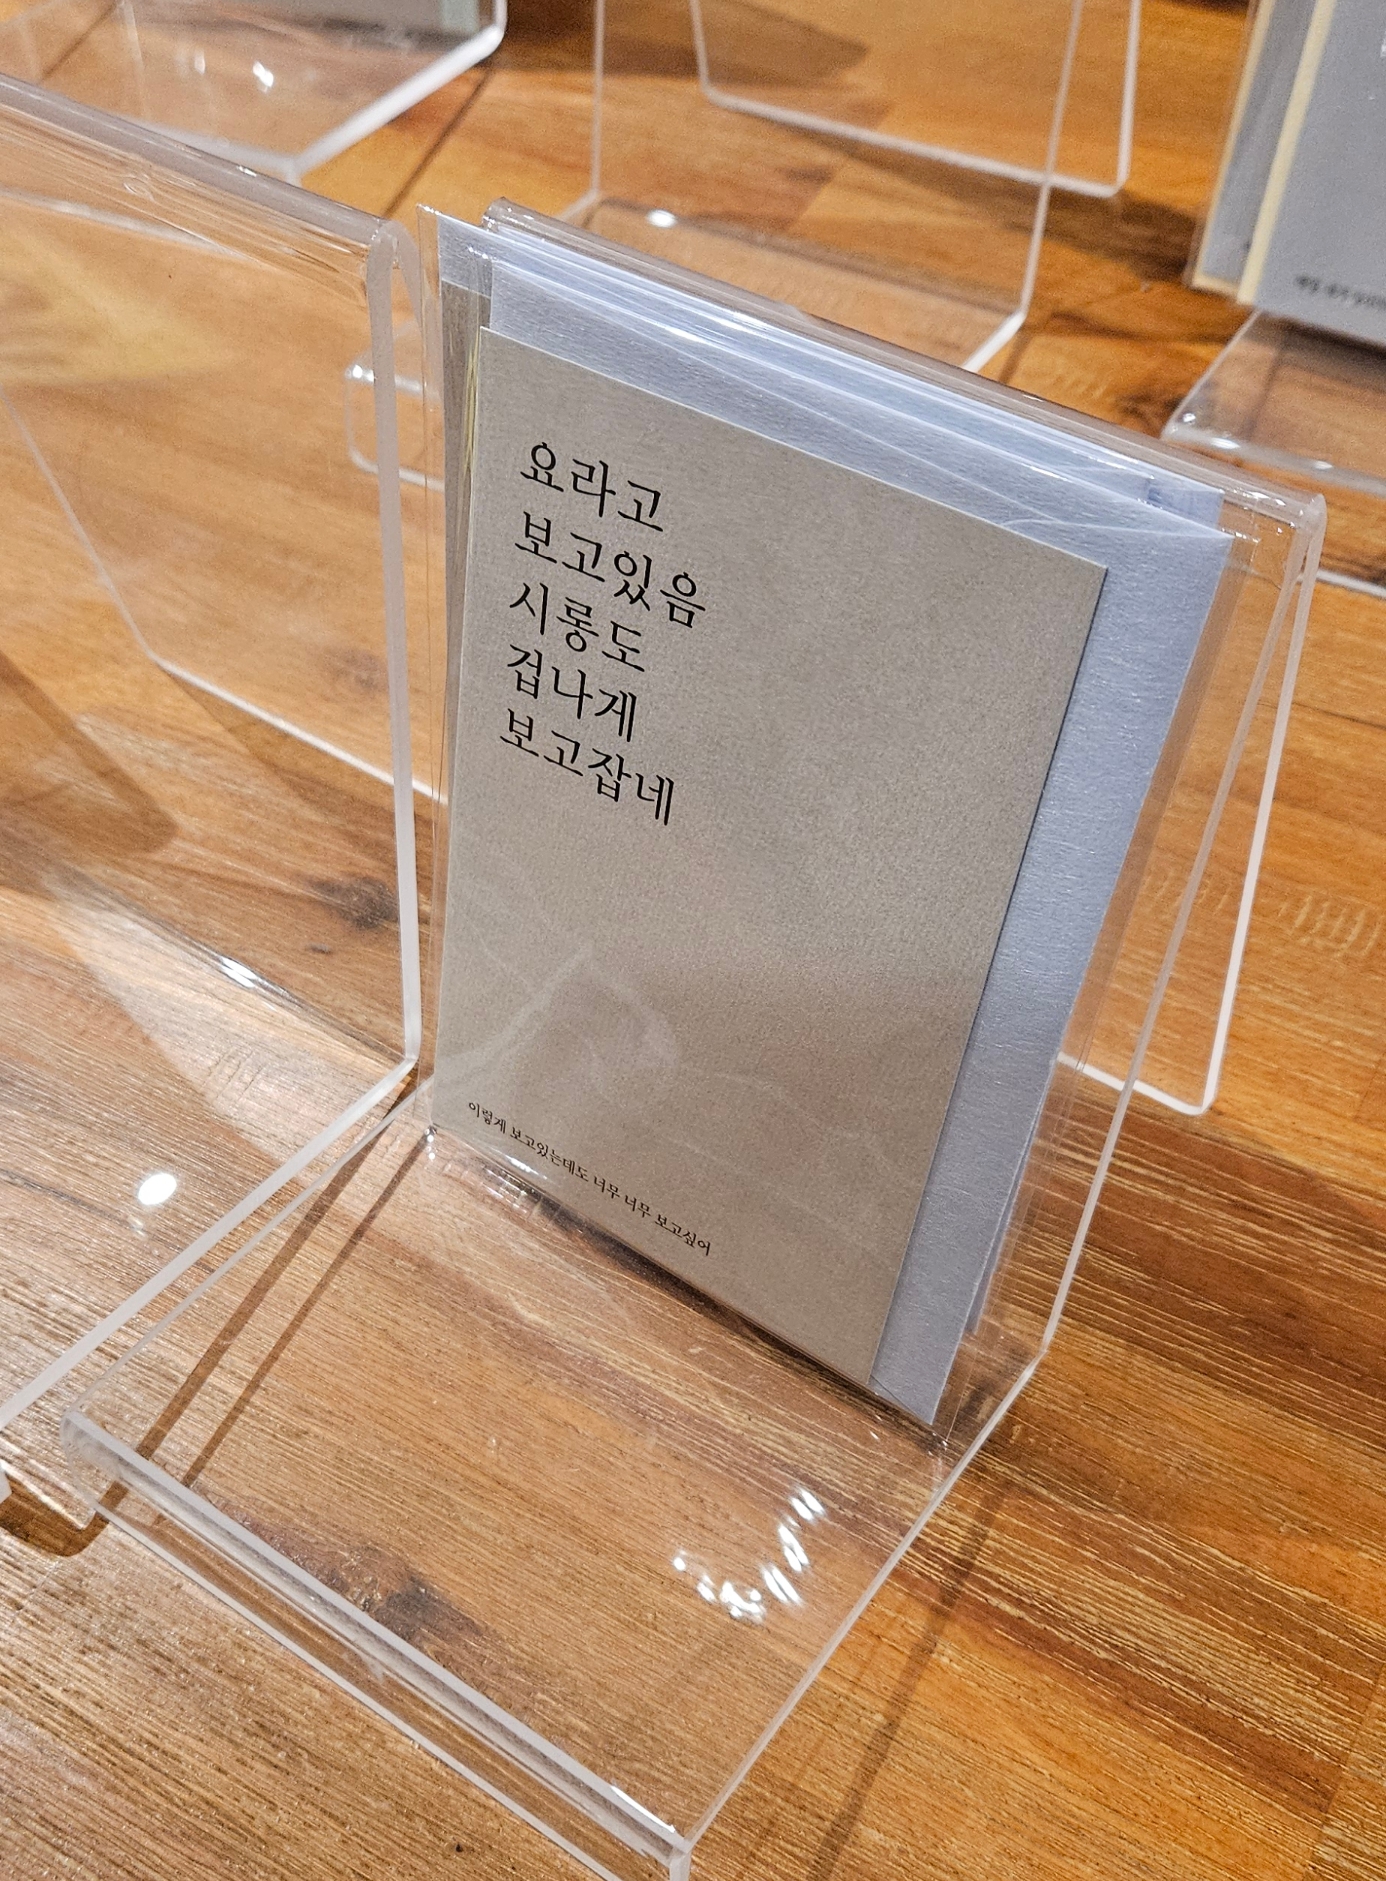 요라고
보고있음
시롱도
겁나게
보고잡네
이렇게 보고있는데도 너무 너무 보고싶어